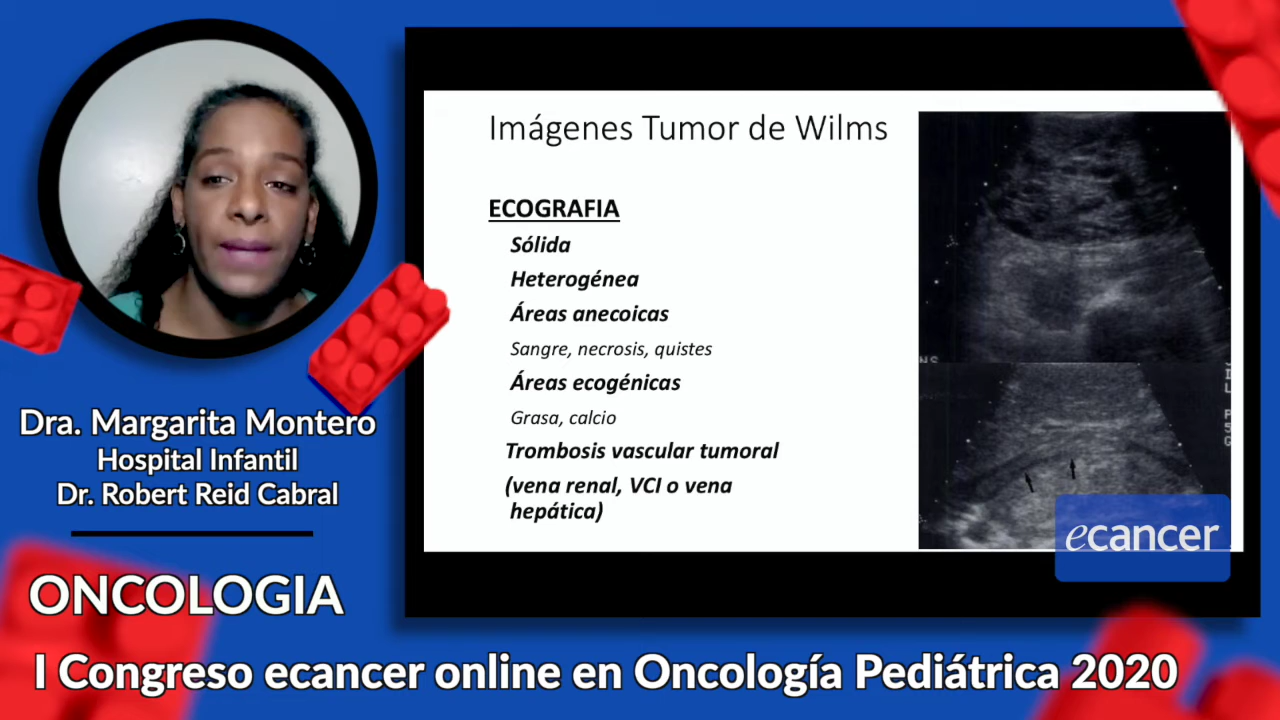 Imágenes Tumor de Wilms
ECOGRAFIA
Sólida
Heterogénea
Áreas anecoicas
Sangre, necrosis, quistes
Áreas ecogénicas
Grasa, calcio
Trombosis vascular tumoral
(vena renal, VCI o vena
hepática)
ecancer
Dra. Margarita Montero
Hospital Infantil
Dr. Robert Reid Cabral
ONCOLOGIA
I Congreso ecancer online en Oncología Pediátrica 2020